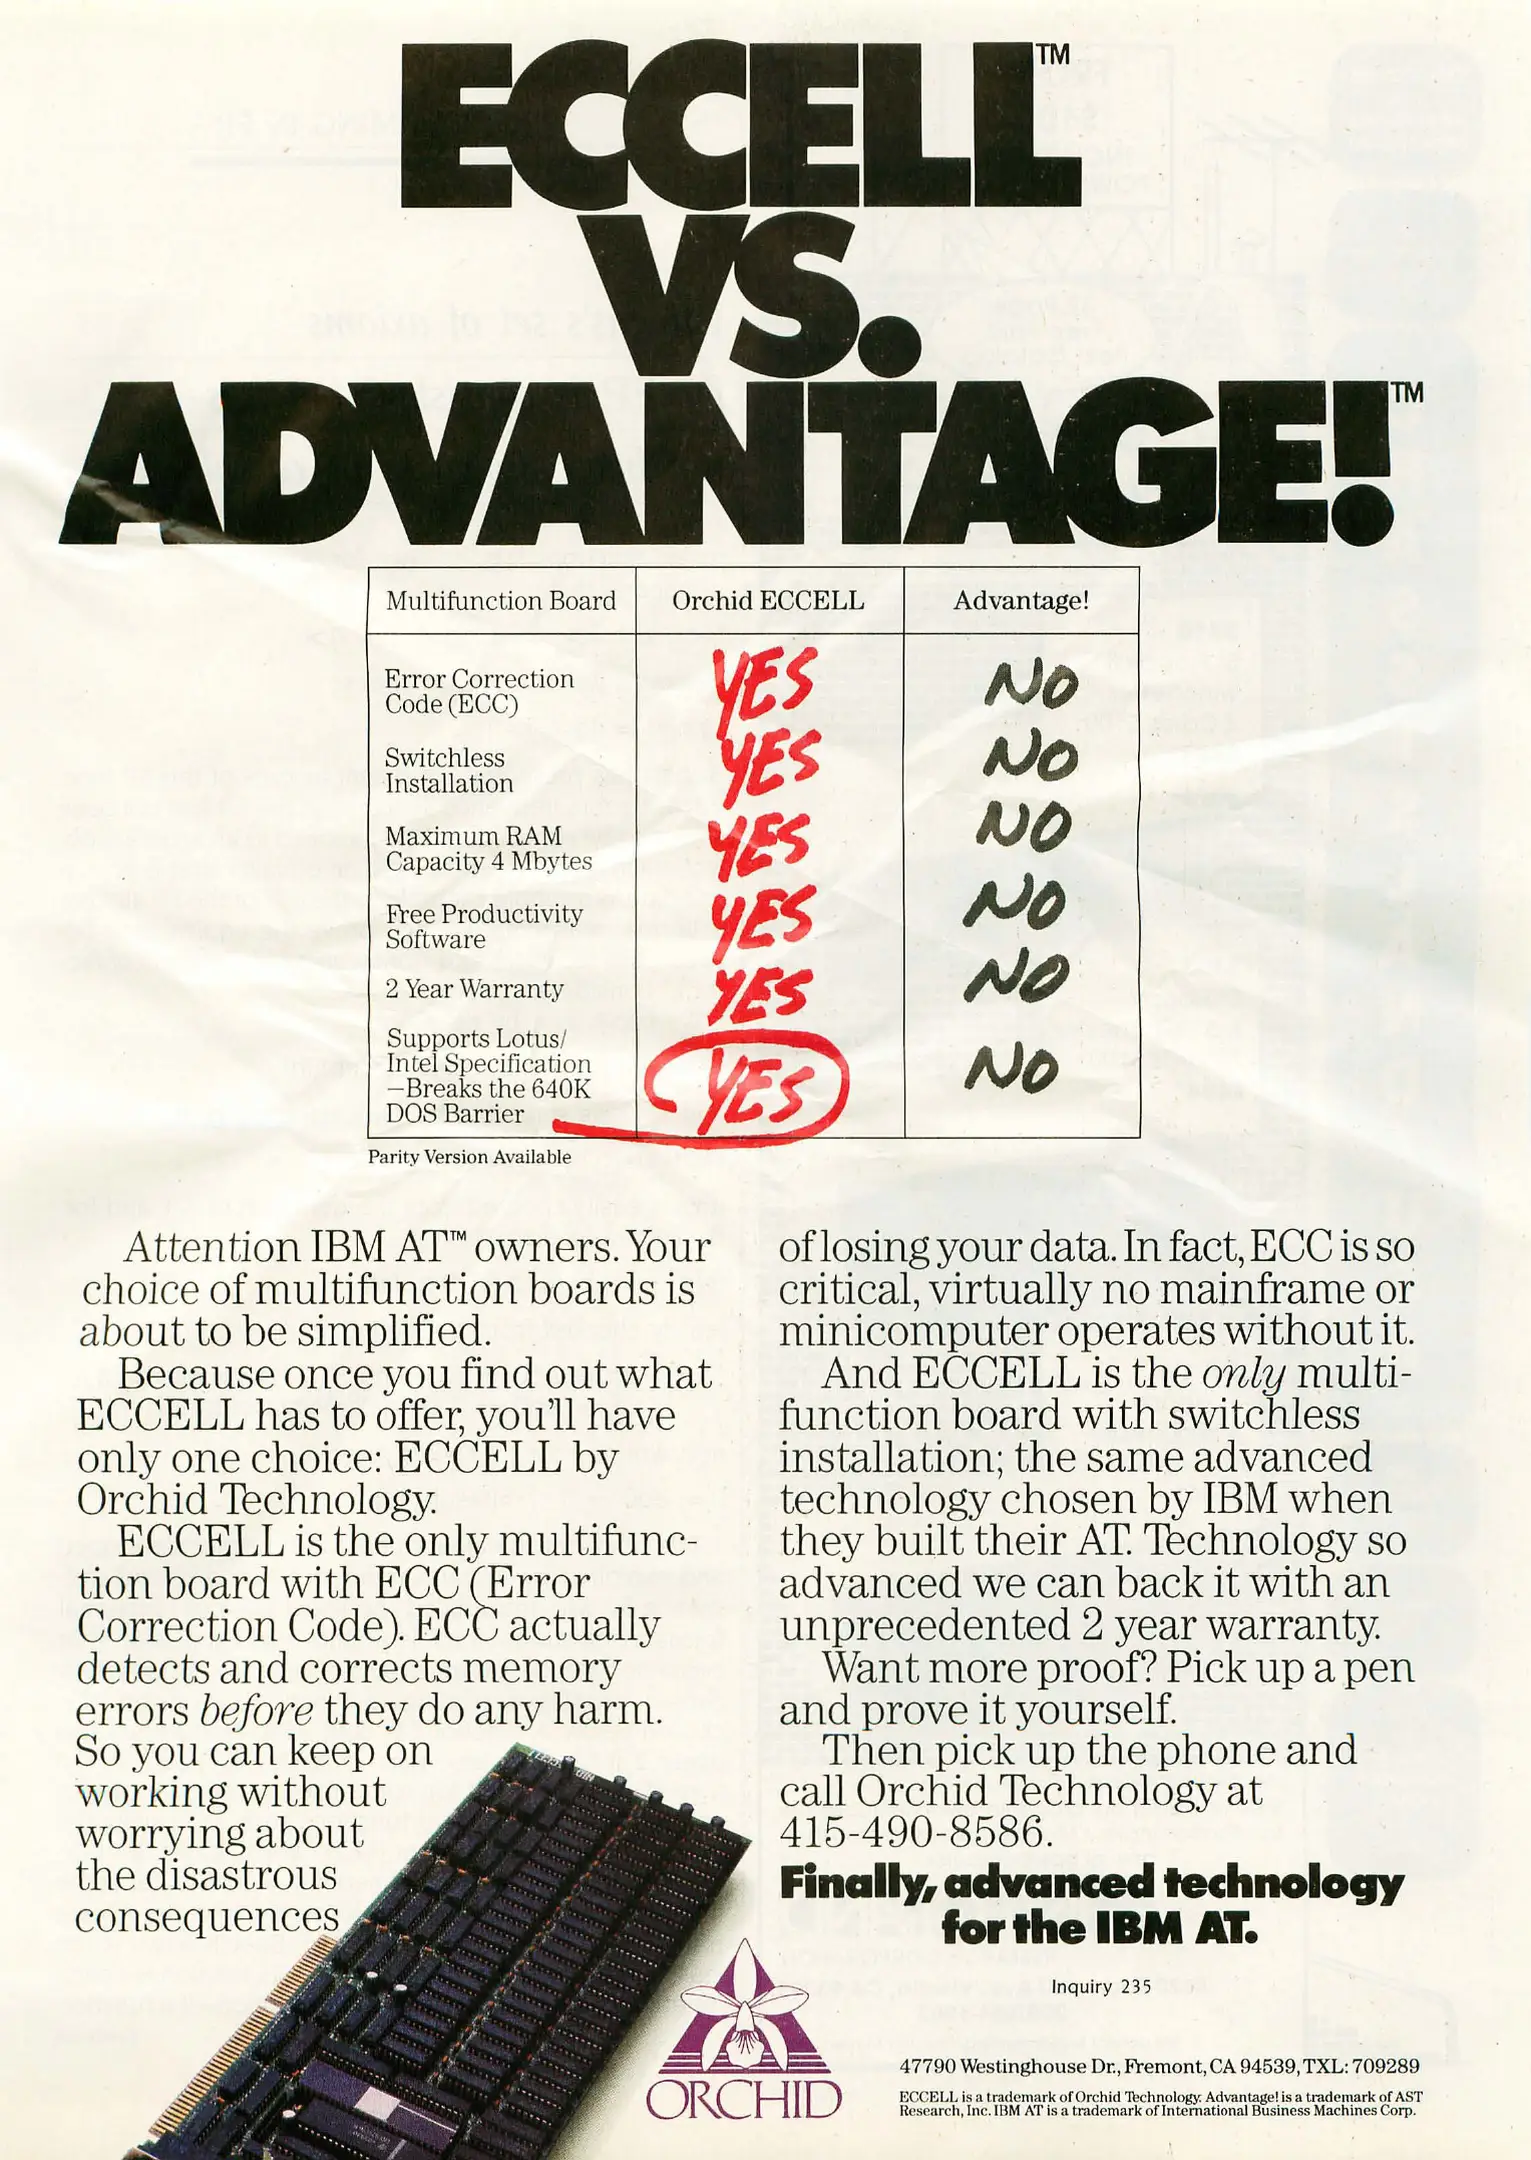 ECCELL™
VS.
ADVANTAGE!™
Multifunction Board Orchid ECCELL Advantage!
Error Correction
Code (ECC) YES NO
Switchless
Installation YES NO
Maximum RAM
Capacity 4 Mbytes YES NO
Free Productivity
Software YES NO
2 Year Warranty YES NO
Supports Lotus/
Intel Specification
—Breaks the 640K
DOS Barrier YES NO
Parity Version Available
Attention IBM AT™ owners. Your
choice of multifunction boards is
about to be simplified.
Because once you find out what
ECCELL has to offer, you'll have
only one choice: ECCELL by
Orchid Technology.
ECCELL is the only multifunc-
tion board with ECC (Error
Correction Code). ECC actually
detects and corrects memory
errors before they do any harm.
So you can keep on
working without
worrying about
the disastrous
consequences
of losing your data. In fact, ECC is so
critical, virtually no mainframe or
minicomputer operates without it.
And ECCELL is the only multi-
function board with switchless
installation; the same advanced
technology chosen by IBM when
they built their AT. Technology so
advanced we can back it with an
unprecedented 2 year warranty.
Want more proof? Pick up a pen
and prove it yourself.
Then pick up the phone and
call Orchid Technology at
415-490-8586.
Finally, advanced technology
for the IBM AT.
Inquiry 235
ORCHID
47790 Westinghouse Dr., Fremont, CA 94539, TXL: 709289
ECCELL is a trademark of Orchid Technology. Advantage! is a trademark of AST
Research, Inc. IBM AT is a trademark of International Business Machines Corp.